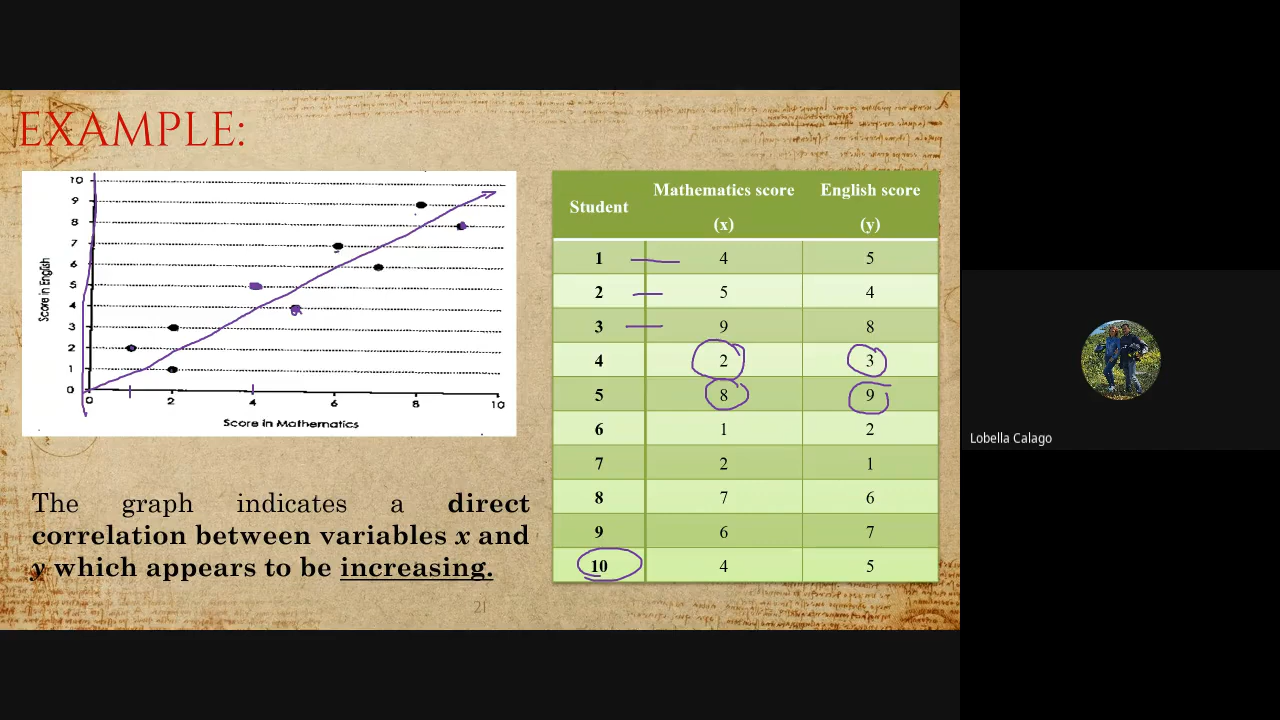 EXAMPLE:
10
9
8
7
6
5
4
3
2
1
0
Score in English
0 2 4 6 8 10
Score in Mathematics
The graph indicates a direct
correlation between variables x and
y which appears to be increasing.
Student Mathematics score (x) English score (y)
1 4 5
2 5 4
3 9 8
4 2 3
5 8 9
6 1 2
7 2 1
8 7 6
9 6 7
10 4 5
21
Lobella Calago